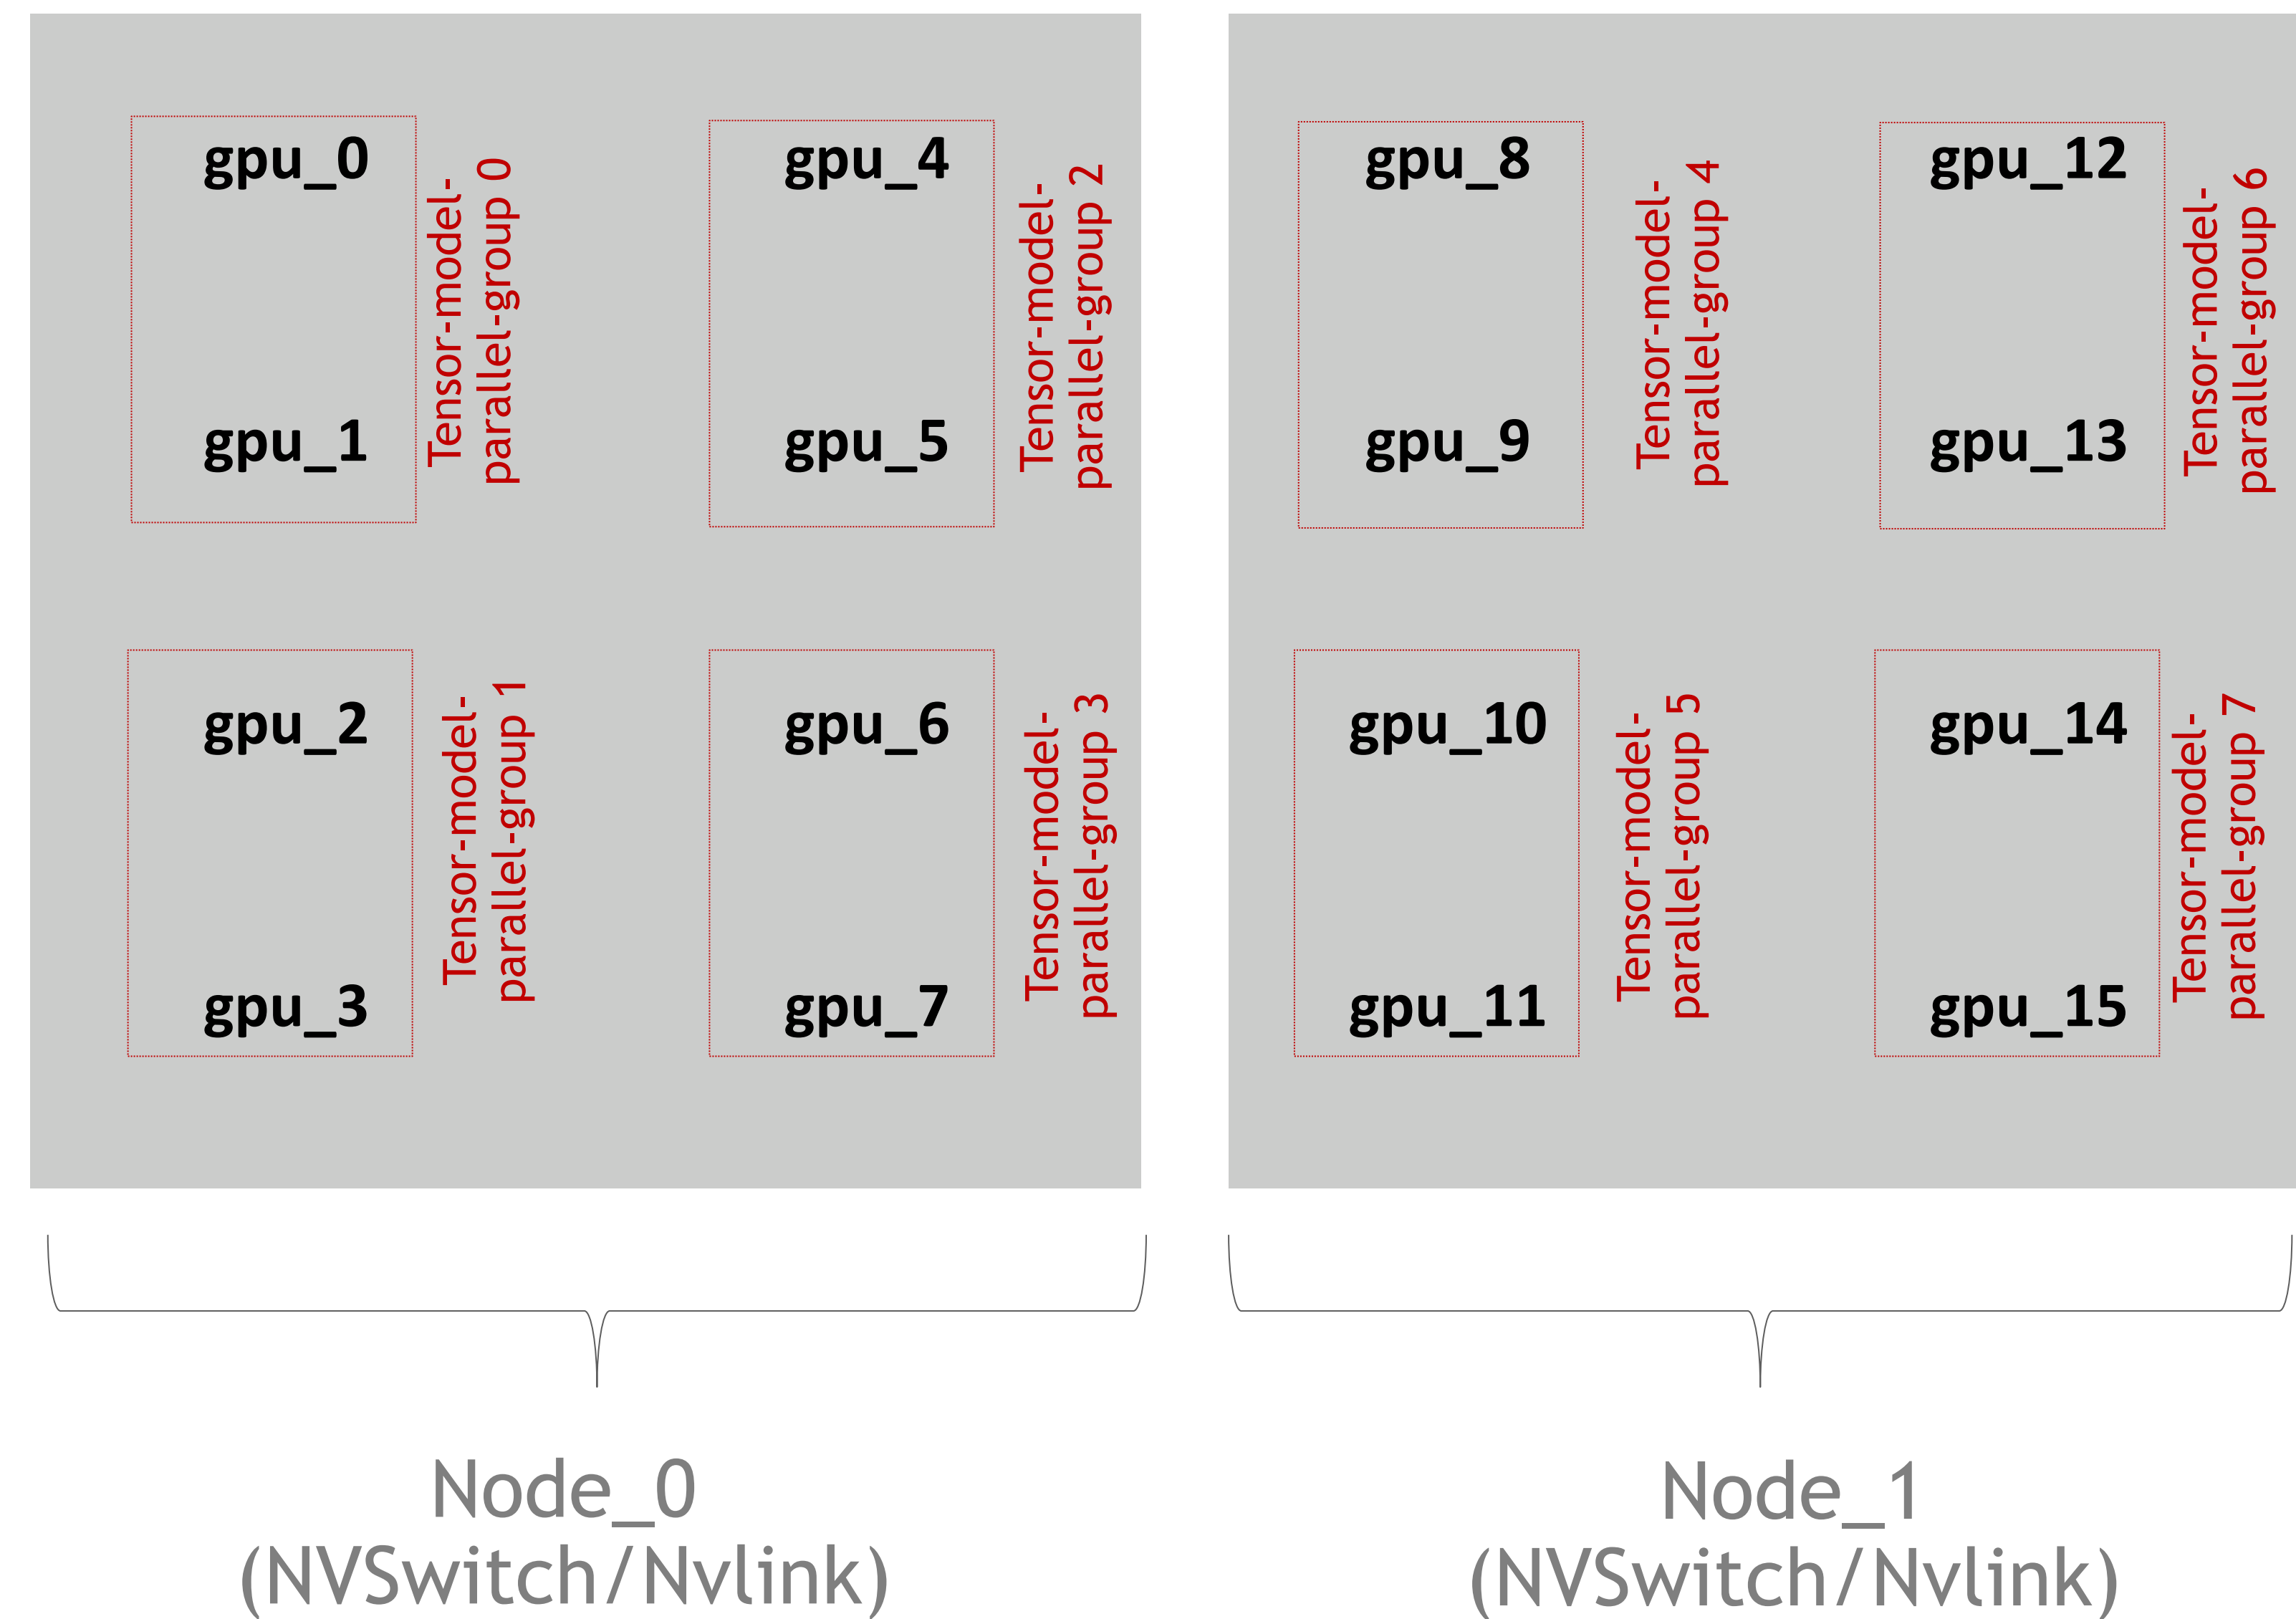 gpu_0
gpu_1
Tensor-model-
parallel-group 0
gpu_4
gpu_5
Tensor-model-
parallel-group 2
gpu_2
gpu_3
Tensor-model-
parallel-group 1
gpu_6
gpu_7
Tensor-model-
parallel-group 3
gpu_8
gpu_9
Tensor-model-
parallel-group 4
gpu_12
gpu_13
Tensor-model-
parallel-group 6
gpu_10
gpu_11
Tensor-model-
parallel-group 5
gpu_14
gpu_15
Tensor-model-
parallel-group 7
Node_0
(NVSwitch/Nvlink)
Node_1
(NVSwitch/Nvlink)